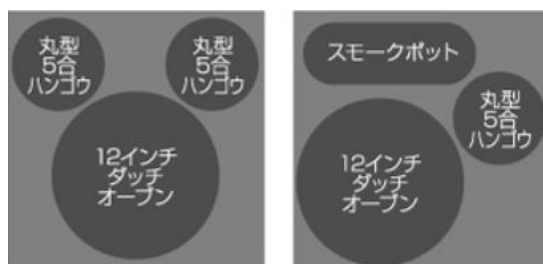 丸型
5合
ハンゴウ
丸型
5合
ハンゴウ
12インチ
ダッチ
オーブン
スモークポット
丸型
5合
ハンゴウ
12インチ
ダッチ
オーブン